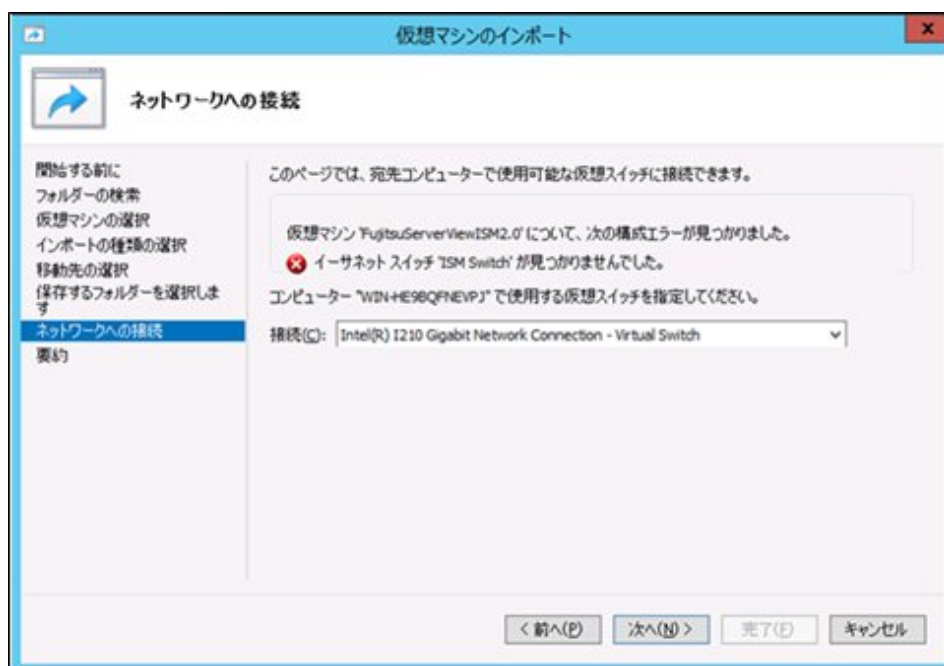 仮想マシンのインポート
ネットワークへの接続
開始する前に
フォルダーの検索
仮想マシンの選択
インポートの種類の選択
移動先の選択
保存するフォルダーを選択しま
す
ネットワークへの接続
要約
このページでは、宛先コンピューターで使用可能な仮想スイッチに接続できます。
仮想マシン 'FujitsuServerViewISM2.0' について、次の構成エラーが見つかりました。
イーサネット スイッチ 'ISM Switch' が見つかりませんでした。
コンピューター "WIN-HE98QFNEVPJ" で使用する仮想スイッチを指定してください。
接続(C): Intel(R) I210 Gigabit Network Connection - Virtual Switch
< 前へ(P) 次へ(N) > 完了(F) キャンセル